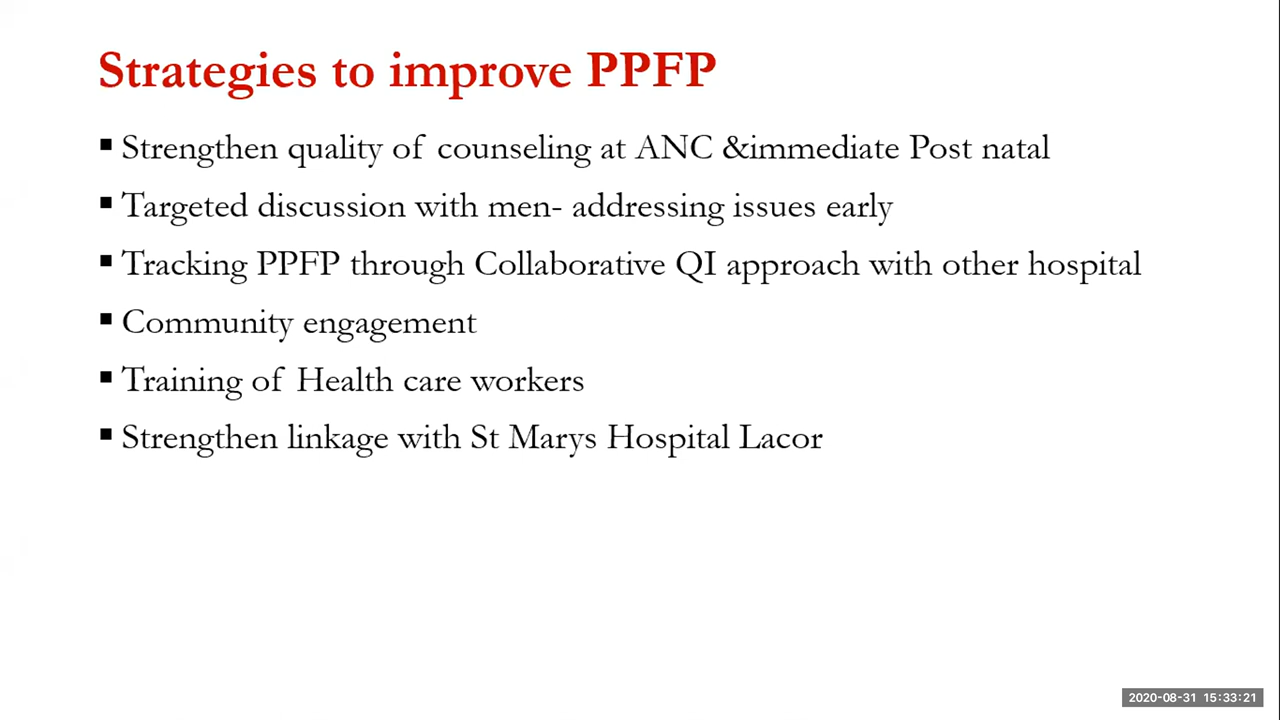 Strategies to improve PPFP
▪ Strengthen quality of counseling at ANC &immediate Post natal
▪ Targeted discussion with men- addressing issues early
▪ Tracking PPFP through Collaborative QI approach with other hospital
▪ Community engagement
▪ Training of Health care workers
▪ Strengthen linkage with St Marys Hospital Lacor
2020-08-31 15:33:21